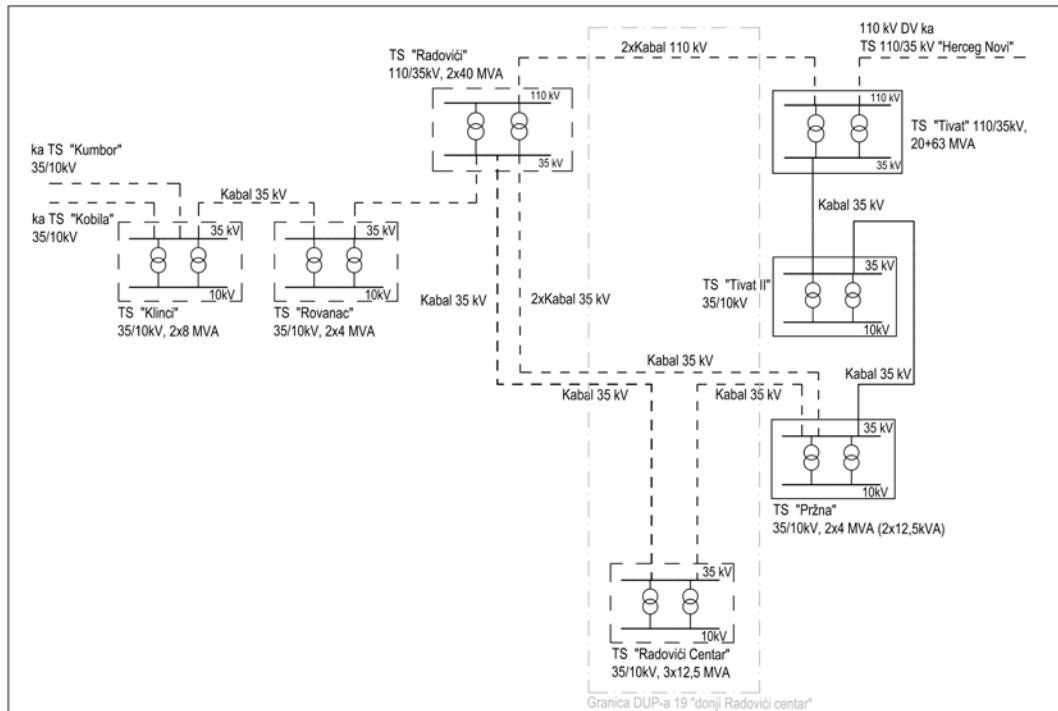 110 kV DV ka
TS 110/35 kV "Herceg Novi"
2xKabal 110 kV
TS "Radovići"
110/35kV, 2x40 MVA
110 kV
35 kV
110 kV
35 kV
TS "Tivat" 110/35kV,
20+63 MVA
ka TS "Kumbor"
35/10kV
ka TS "Kobila"
35/10kV
Kabal 35 kV
35 kV
10kV
TS "Klinci"
35/10kV, 2x8 MVA
35 kV
10kV
TS "Rovanac"
35/10kV, 2x4 MVA
Kabal 35 kV
2xKabal 35 kV
Kabal 35 kV
TS "Tivat II"
35/10kV
35 kV
10kV
Kabal 35 kV
Kabal 35 kV
Kabal 35 kV
Kabal 35 kV
35 kV
10kV
TS "Pržna"
35/10kV, 2x4 MVA (2x12,5kVA)
35 kV
10kV
TS "Radovići Centar"
35/10kV, 3x12,5 MVA
Granica DUP-a 19 "donji Radovići centar"